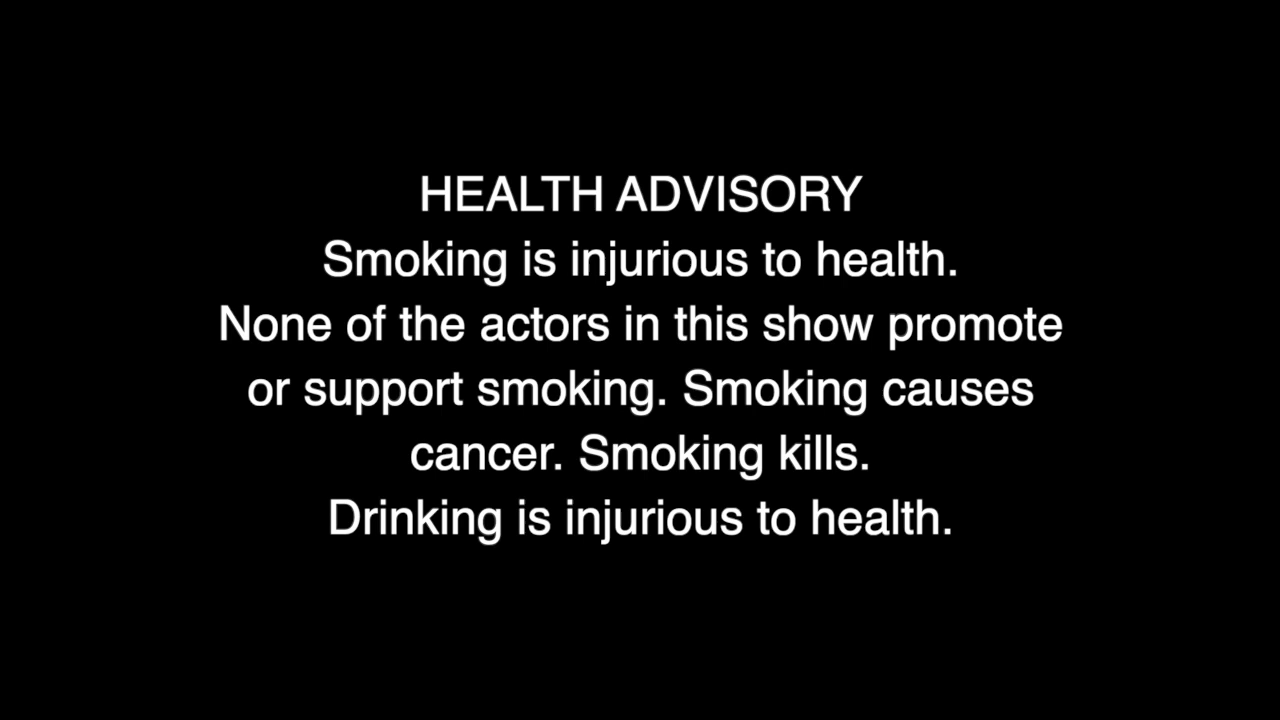 HEALTH ADVISORY
Smoking is injurious to health.
None of the actors in this show promote
or support smoking. Smoking causes
cancer. Smoking kills.
Drinking is injurious to health.